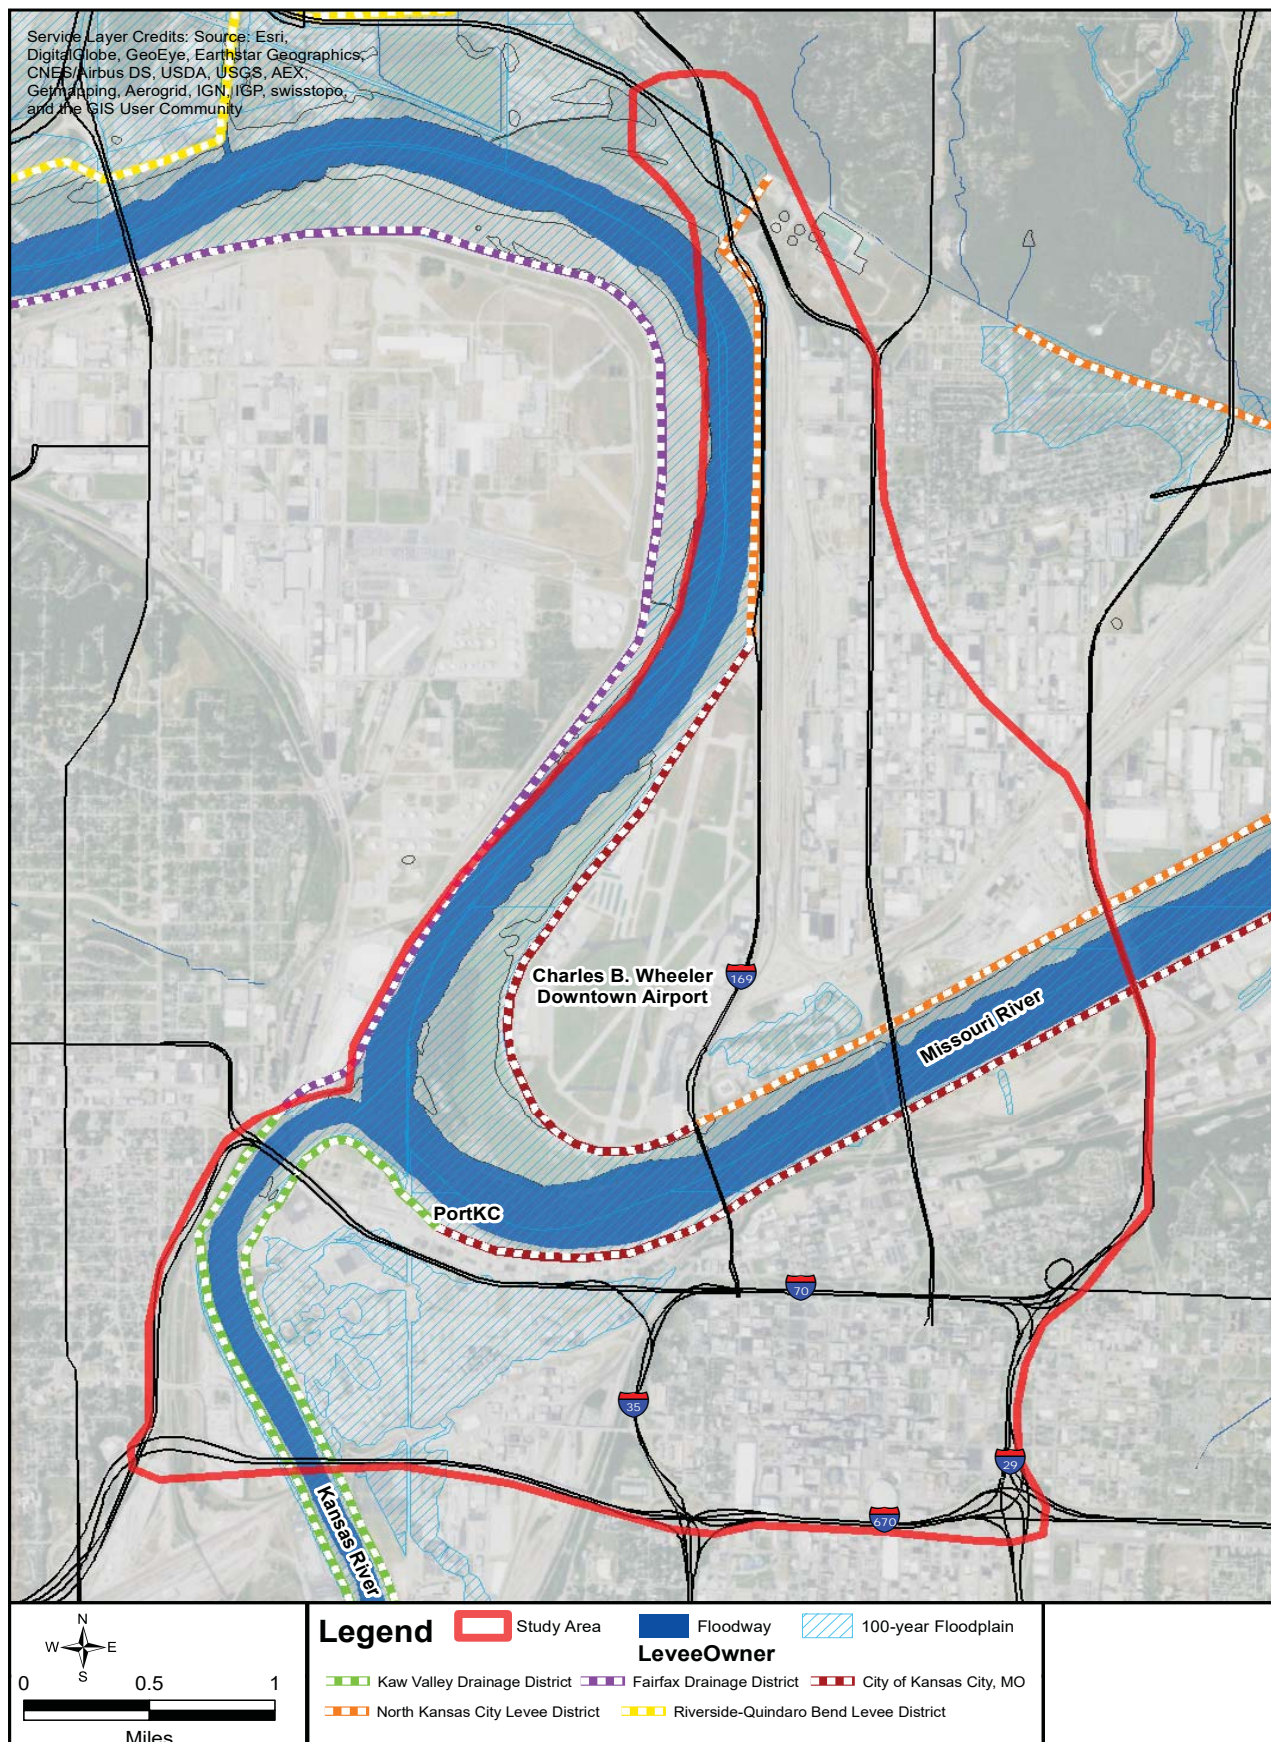 Service Layer Credits: Source: Esri,
DigitalGlobe, GeoEye, Earthstar Geographics,
CNES/Airbus DS, USDA, USGS, AEX,
Getmapping, Aerogrid, IGN, IGP, swisstopo,
and the GIS User Community
Charles B. Wheeler
Downtown Airport
169
Missouri River
PortKC
70
35
29
670
Kansas River
N
W E
S
0 0.5 1
Miles
Legend
Study Area
Floodway
100-year Floodplain
LeveeOwner
Kaw Valley Drainage District
Fairfax Drainage District
City of Kansas City, MO
North Kansas City Levee District
Riverside-Quindaro Bend Levee District